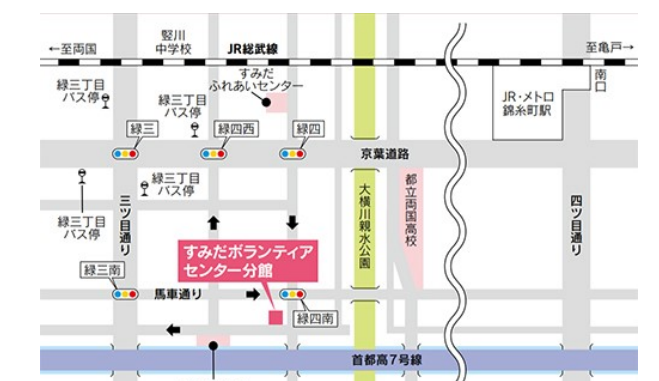 ←至両国
竪川
中学校
JR総武線
至亀戸→
すみだ
ふれあいセンター
南
口
緑三丁目
バス停
緑三丁目
バス停
JR・メトロ
錦糸町駅
緑三
緑四西
緑四
京葉道路
緑三丁目
バス停
緑三丁目
バス停
三ツ目通り
大横川親水公園
都立両国高校
四ツ目通り
すみだボランティア
センター分館
緑三南
馬車通り
緑四南
首都高7号線